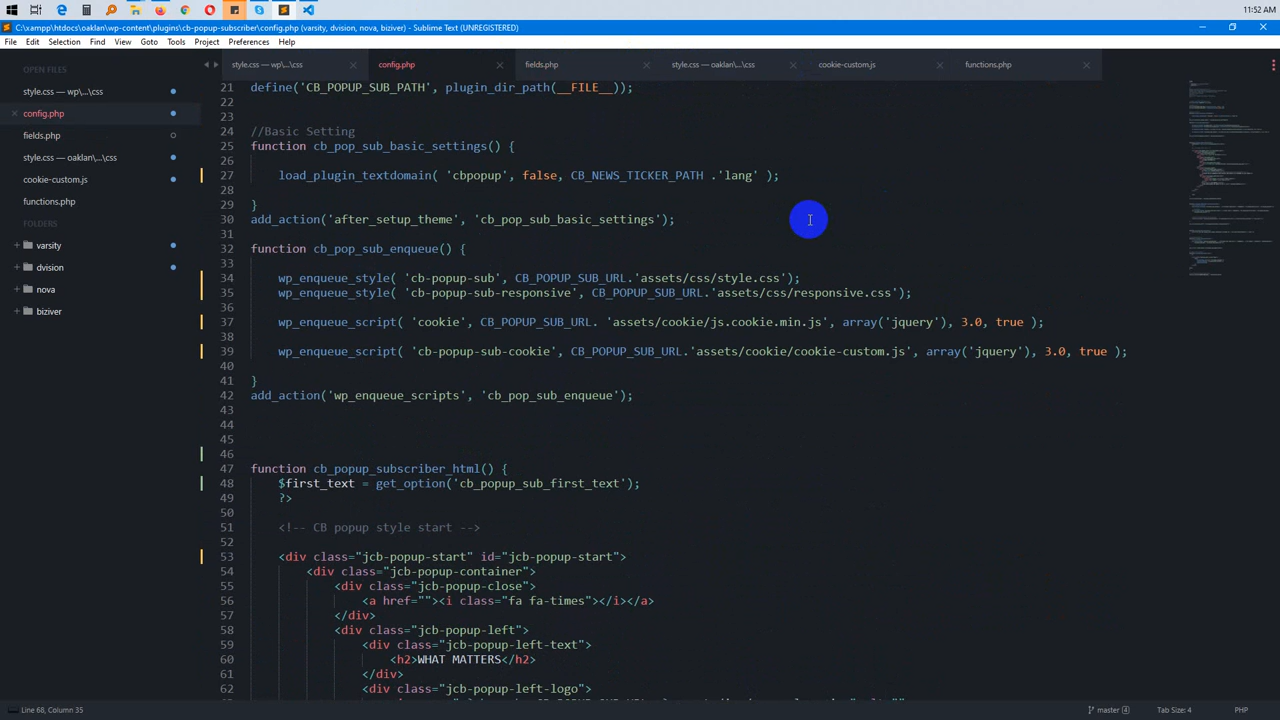 11:52 AM
C:\xampp\htdocs\oaklan\wp-content\plugins\cb-popup-subscriber\config.php (varsity, dvision, nova, biziver) - Sublime Text (UNREGISTERED)
File Edit Selection Find View Goto Tools Project Preferences Help
OPEN FILES
style.css — wp\...\css
config.php
fields.php
style.css — oaklan\...\css
cookie-custom.js
functions.php
FOLDERS
varsity
dvision
nova
biziver
style.css — wp\...\css config.php fields.php style.css — oaklan\...\css cookie-custom.js functions.php
21 define('CB_POPUP_SUB_PATH', plugin_dir_path(__FILE__));
22
23
24 //Basic Setting
25 function cb_pop_sub_basic_settings() {
26
27 load_plugin_textdomain( 'cbpopup', false, CB_NEWS_TICKER_PATH .'lang' );
28
29 }
30 add_action('after_setup_theme', 'cb_pop_sub_basic_settings');
31
32 function cb_pop_sub_enqueue() {
33
34 wp_enqueue_style( 'cb-popup-sub', CB_POPUP_SUB_URL.'assets/css/style.css');
35 wp_enqueue_style( 'cb-popup-sub-responsive', CB_POPUP_SUB_URL.'assets/css/responsive.css');
36
37 wp_enqueue_script( 'cookie', CB_POPUP_SUB_URL. 'assets/cookie/js.cookie.min.js', array('jquery'), 3.0, true );
38
39 wp_enqueue_script( 'cb-popup-sub-cookie', CB_POPUP_SUB_URL.'assets/cookie/cookie-custom.js', array('jquery'), 3.0, true );
40
41 }
42 add_action('wp_enqueue_scripts', 'cb_pop_sub_enqueue');
43
44
45
46
47 function cb_popup_subscriber_html() {
48 $first_text = get_option('cb_popup_sub_first_text');
49 ?>
50
51 <!-- CB popup style start -->
52
53 <div class="jcb-popup-start" id="jcb-popup-start">
54 <div class="jcb-popup-container">
55 <div class="jcb-popup-close">
56 <a href=""><i class="fa fa-times"></i></a>
57 </div>
58 <div class="jcb-popup-left">
59 <div class="jcb-popup-left-text">
60 <h2>WHAT MATTERS</h2>
61 </div>
62 <div class="jcb-popup-left-logo">
Line 68, Column 35
master 4 Tab Size: 4 PHP